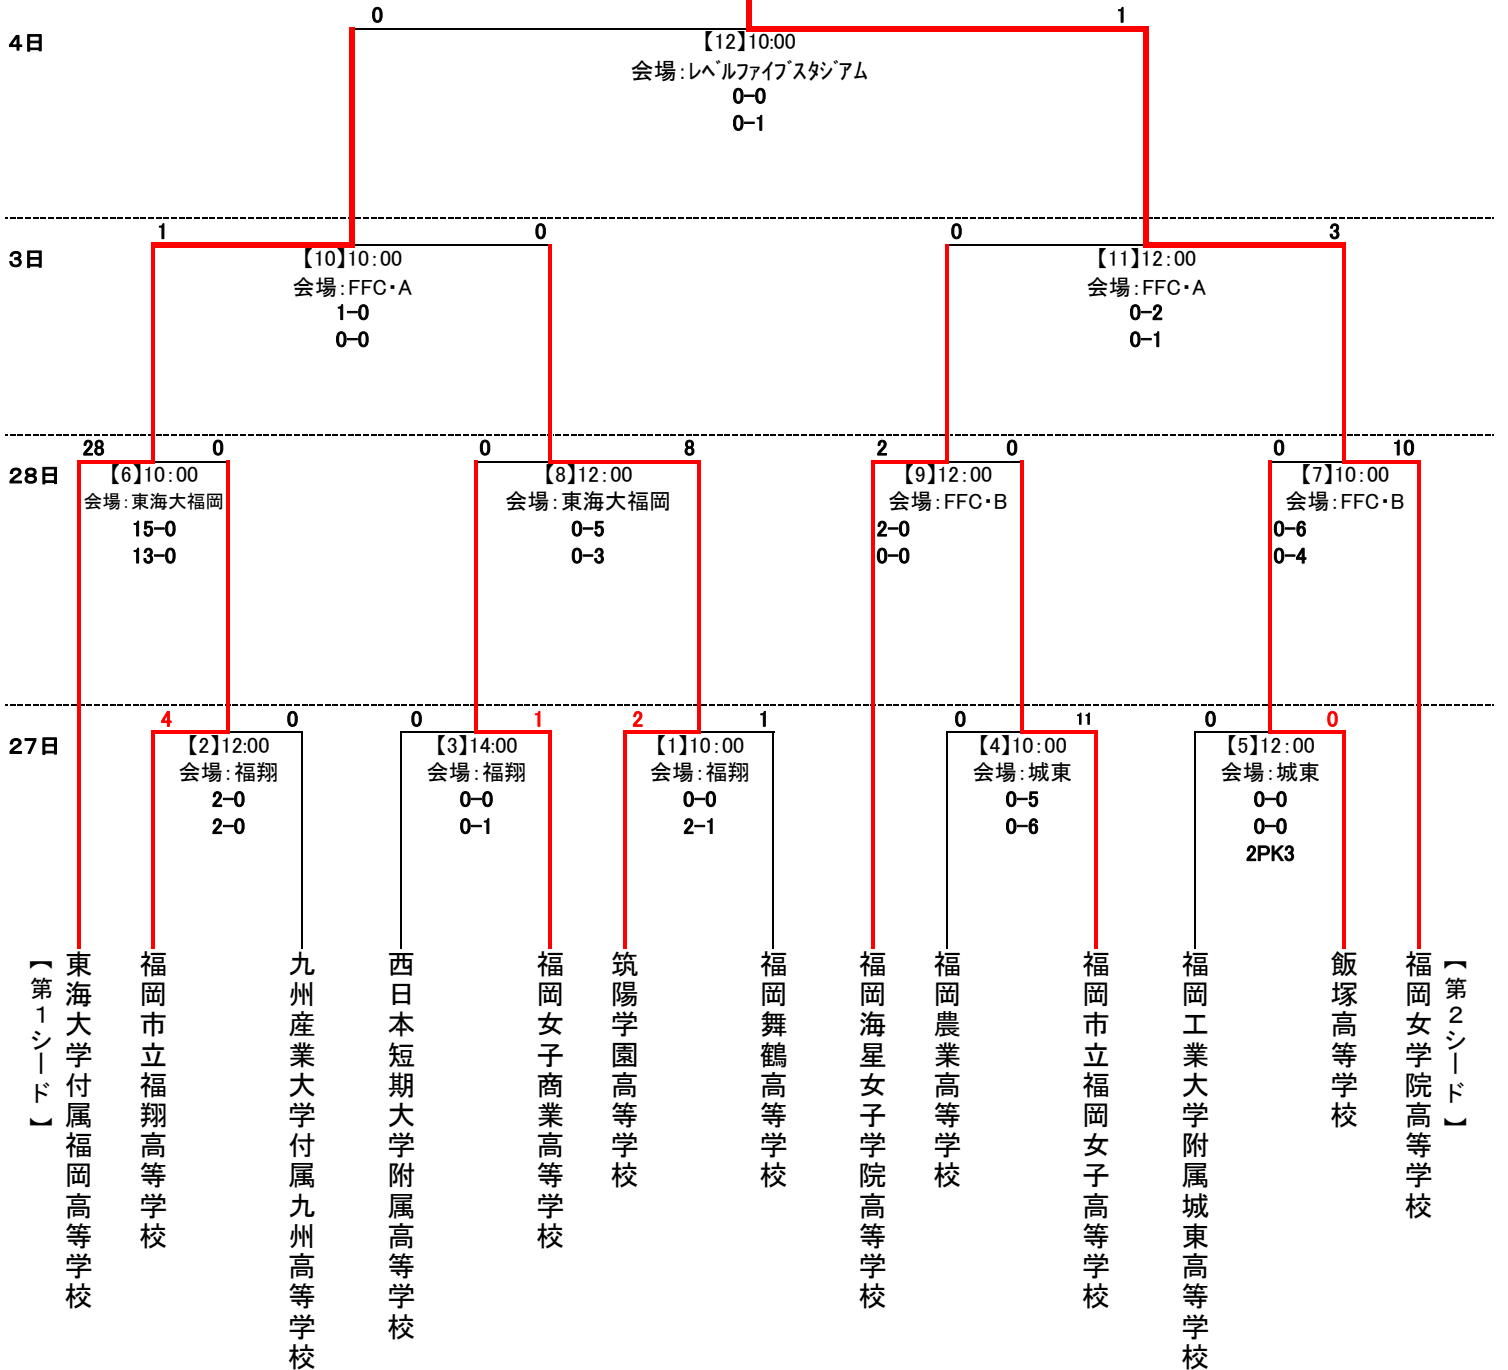 0 1
4日
【12】10:00
会場:レベルファイブスタジアム
0-0
0-1
1 0 0 3
3日
【10】10:00
会場:FFC・A
1-0
0-0
【11】12:00
会場:FFC・A
0-2
0-1
28 0 0 8 2 0 0 10
28日
【6】10:00
会場:東海大福岡
15-0
13-0
【8】12:00
会場:東海大福岡
0-5
0-3
【9】12:00
会場:FFC・B
2-0
0-0
【7】10:00
会場:FFC・B
0-6
0-4
4 0 0 1 2 1 0 11 0 0
27日
【2】12:00
会場:福翔
2-0
2-0
【3】14:00
会場:福翔
0-0
0-1
【1】10:00
会場:福翔
0-0
2-1
【4】10:00
会場:城東
0-5
0-6
【5】12:00
会場:城東
0-0
0-0
2PK3
【第1シード】
東海大学付属福岡高等学校
福岡市立福翔高等学校
九州産業大学付属九州高等学校
西日本短期大学附属高等学校
福岡女子商業高等学校
筑陽学園高等学校
福岡舞鶴高等学校
福岡海星女子学院高等学校
福岡農業高等学校
福岡市立福岡女子高等学校
福岡工業大学附属城東高等学校
飯塚高等学校
福岡女学院高等学校
【第2シード】